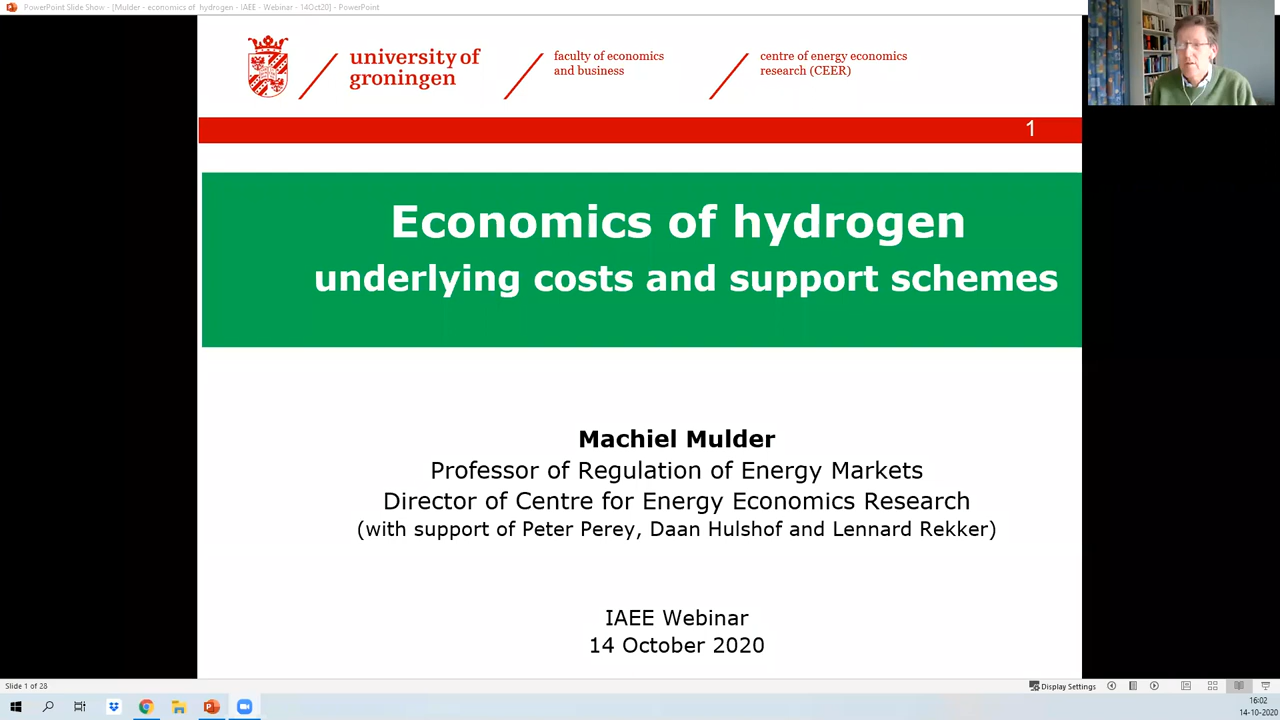 PowerPoint Slide Show - [Mulder - economics of hydrogen - IAEE - Webinar - 14Oct20] - PowerPoint
university of
groningen
faculty of economics
and business
centre of energy economics
research (CEER)
1
Economics of hydrogen
underlying costs and support schemes
Machiel Mulder
Professor of Regulation of Energy Markets
Director of Centre for Energy Economics Research
(with support of Peter Perey, Daan Hulshof and Lennard Rekker)
IAEE Webinar
14 October 2020
Slide 1 of 28
Display Settings
16:02
14-10-2020